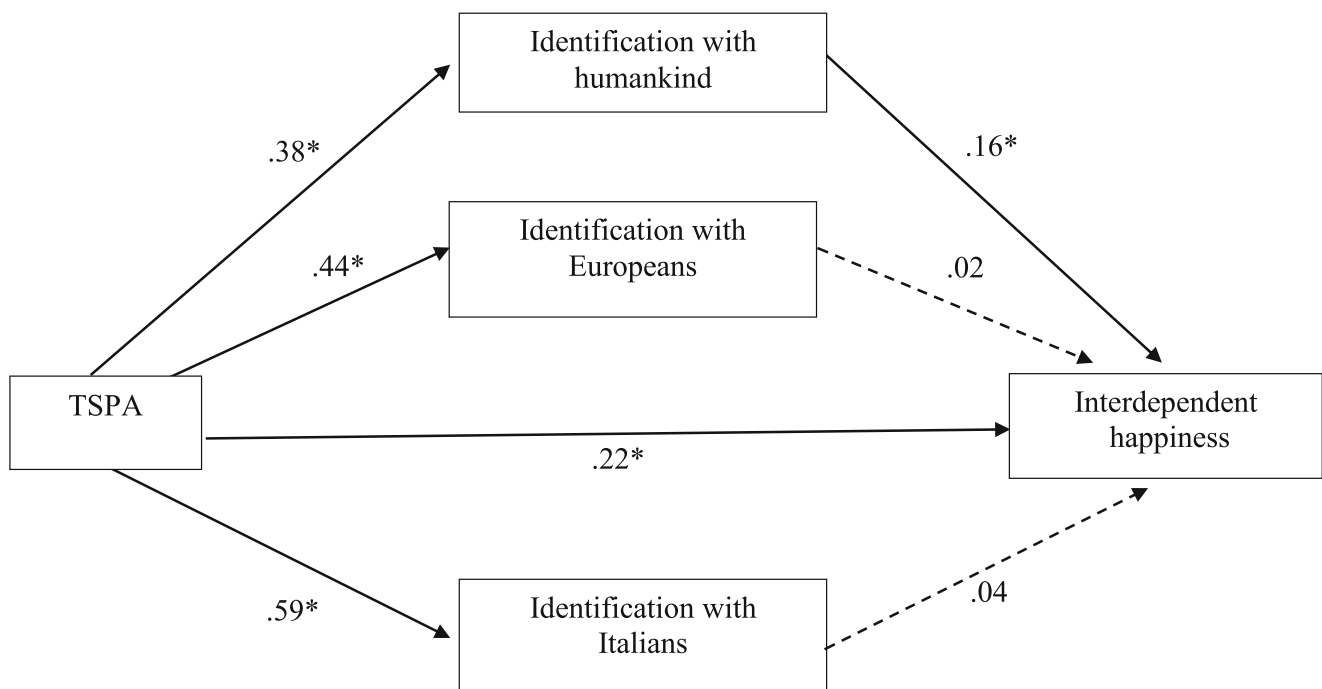 Identification with
humankind
.38*
.16*
Identification with
Europeans
.44*
.02
TSPA
Interdependent
happiness
.22*
.59*
Identification with
Italians
.04